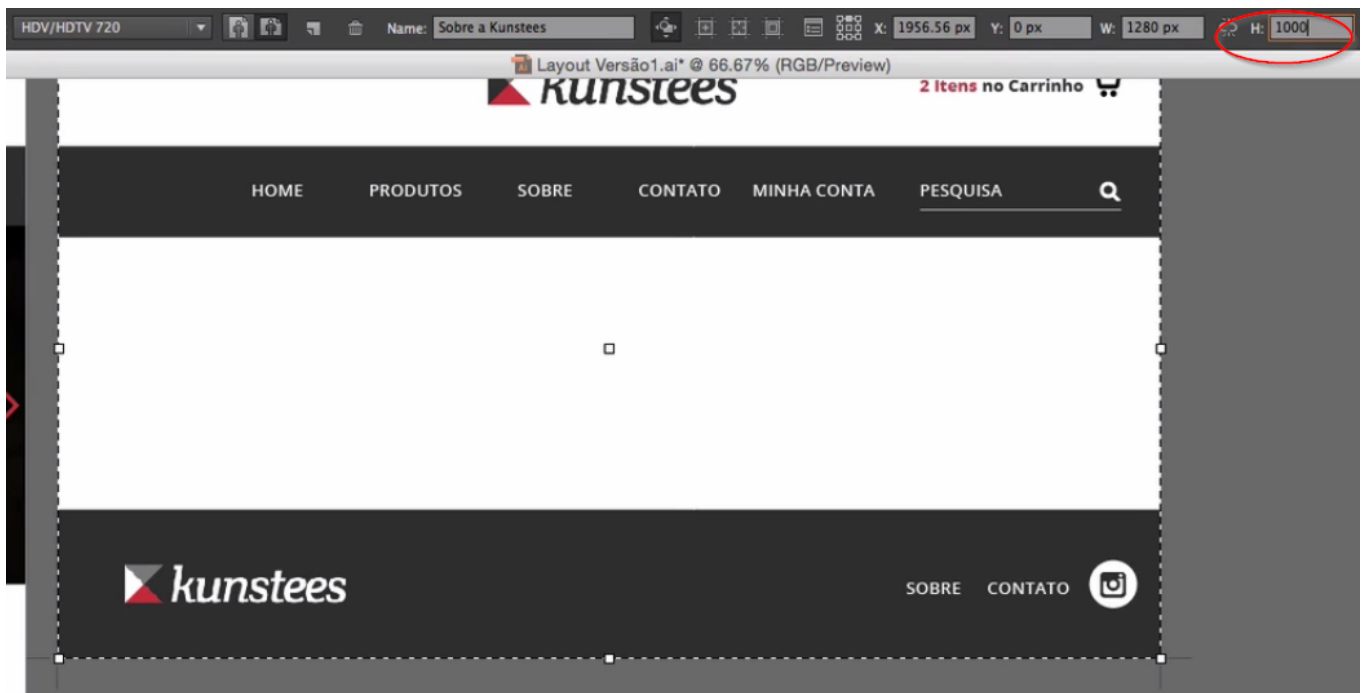 HDV/HDTV 720 Name: Sobre a Kunstees X: 1956.56 px Y: 0 px W: 1280 px H: 1000
Layout Versão1.ai* @ 66.67% (RGB/Preview)
kunstees 2 Itens no Carrinho
HOME PRODUTOS SOBRE CONTATO MINHA CONTA PESQUISA
kunstees SOBRE CONTATO